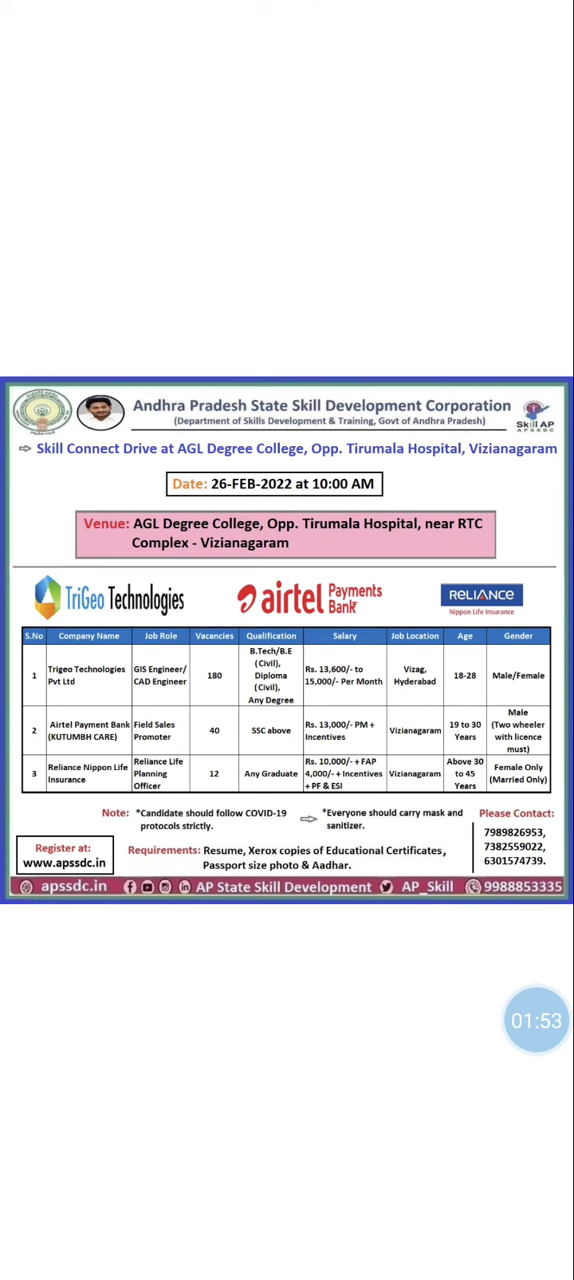 Andhra Pradesh State Skill Development Corporation
(Department of Skills Development & Training, Govt of Andhra Pradesh)
Skill AP
APSSDC
⇨ Skill Connect Drive at AGL Degree College, Opp. Tirumala Hospital, Vizianagaram
Date: 26-FEB-2022 at 10:00 AM
Venue: AGL Degree College, Opp. Tirumala Hospital, near RTC
Complex - Vizianagaram
TriGeo Technologies
airtel Payments Bank
RELIANCE
Nippon Life Insurance
S.No Company Name Job Role Vacancies Qualification Salary Job Location Age Gender
1 Trigeo Technologies Pvt Ltd GIS Engineer/ CAD Engineer 180 B.Tech/B.E (Civil), Diploma (Civil), Any Degree Rs. 13,600/- to 15,000/- Per Month Vizag, Hyderabad 18-28 Male/Female
2 Airtel Payment Bank (KUTUMBH CARE) Field Sales Promoter 40 SSC above Rs. 13,000/- PM + Incentives Vizianagaram 19 to 30 Years Male (Two wheeler with licence must)
3 Reliance Nippon Life Insurance Reliance Life Planning Officer 12 Any Graduate Rs. 10,000/- + FAP 4,000/- + Incentives + PF & ESI Vizianagaram Above 30 to 45 Years Female Only (Married Only)
Note: *Candidate should follow COVID-19
protocols strictly.
⇨ *Everyone should carry mask and
sanitizer.
Please Contact:
7989826953,
7382559022,
6301574739.
Register at:
www.apssdc.in
Requirements: Resume, Xerox copies of Educational Certificates,
Passport size photo & Aadhar.
apssdc.in AP State Skill Development AP_Skill 9988853335
01:53